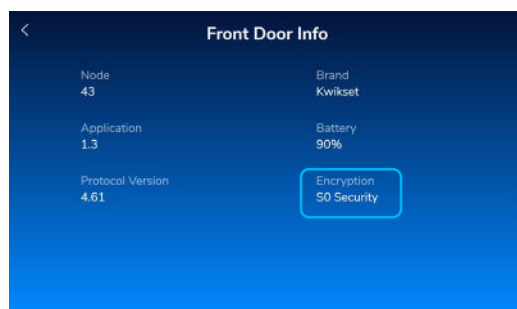 Front Door Info
Node
43
Brand
Kwikset
Application
1.3
Battery
90%
Protocol Version
4.61
Encryption
S0 Security